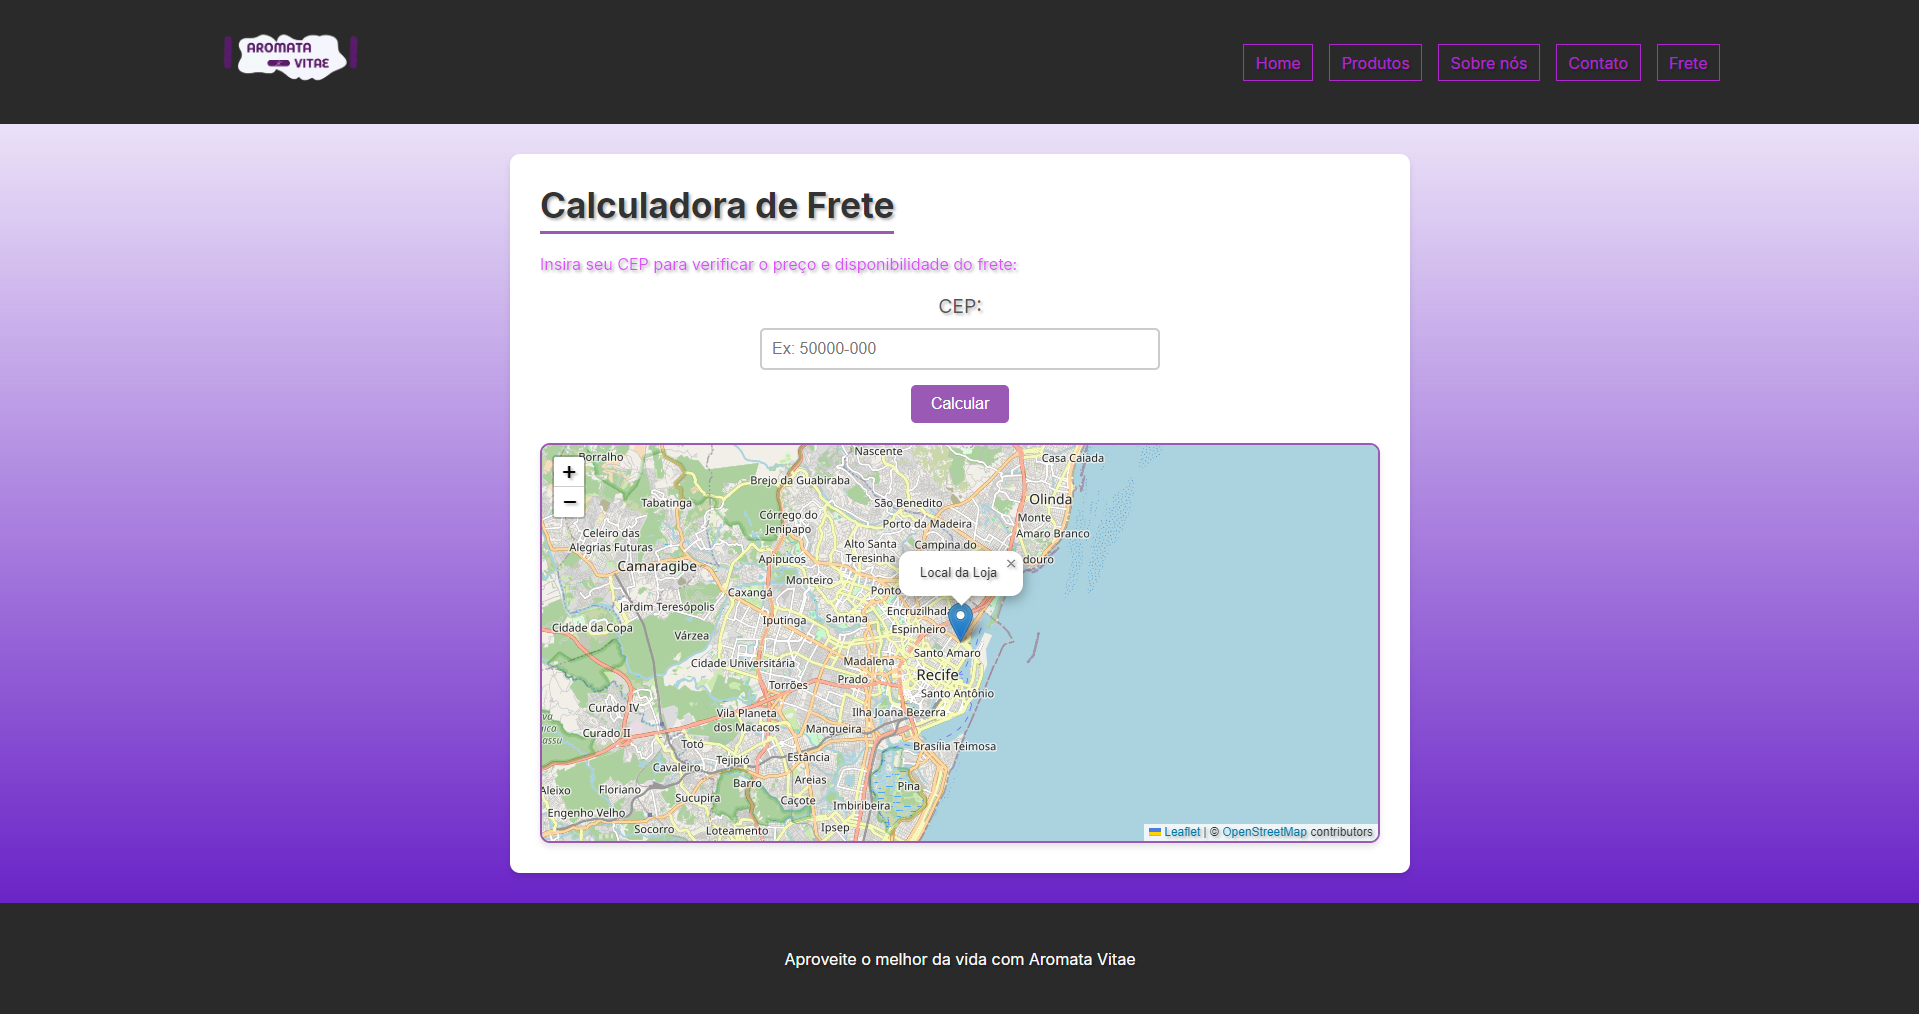 AROMATA
VITAE
Home
Produtos
Sobre nós
Contato
Frete
Calculadora de Frete
Insira seu CEP para verificar o preço e disponibilidade do frete:
CEP:
Ex: 50000-000
Calcular
+
−
Borralho
Nascente
Casa Caiada
Brejo da Guabiraba
Tabatinga
São Benedito
Olinda
Córrego do
Jenipapo
Porto da Madeira
Monte
Amaro Branco
Celeiro das
Alegrias Futuras
Alto Santa
Teresinha
Campina do
Apipucos
douro
Camaragibe
Local da Loja
×
Monteiro
Caxangá
Ponto
Jardim Teresópolis
Encruzilhada
Iputinga
Santana
Cidade da Copa
Espinheiro
Várzea
Santo Amaro
Cidade Universitária
Madalena
Recife
Torrões
Prado
Santo Antônio
Curado IV
Vila Planeta
dos Macacos
Ilha Joana Bezerra
va
ica
assu
Curado II
Mangueira
Totó
Brasília Teimosa
Tejipió
Estância
Cavaleiro
Barro
Areias
Aleixo
Floriano
Pina
Sucupira
Caçote
Imbiribeira
Engenho Velho
Socorro
Loteamento
Ipsep
Leaflet | © OpenStreetMap contributors
Aproveite o melhor da vida com Aromata Vitae